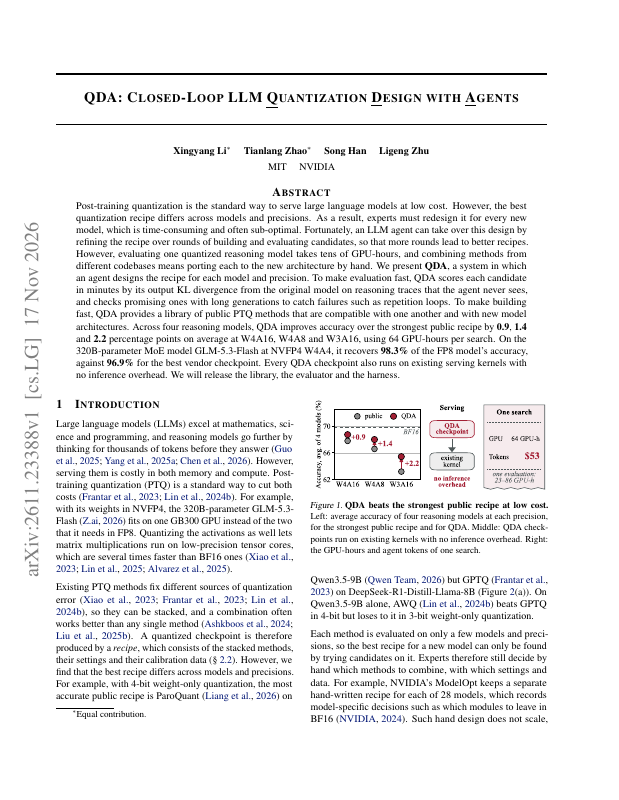 QDA: CLOSED-LOOP LLM QUANTIZATION DESIGN WITH AGENTS
Xingyang Li* Tianlang Zhao* Song Han Ligeng Zhu
MIT NVIDIA
ABSTRACT
Post-training quantization is the standard way to serve large language models at low cost. However, the best
quantization recipe differs across models and precisions. As a result, experts must redesign it for every new
model, which is time-consuming and often sub-optimal. Fortunately, an LLM agent can take over this design by
refining the recipe over rounds of building and evaluating candidates, so that more rounds lead to better recipes.
However, evaluating one quantized reasoning model takes tens of GPU-hours, and combining methods from
different codebases means porting each to the new architecture by hand. We present QDA, a system in which
an agent designs the recipe for each model and precision. To make evaluation fast, QDA scores each candidate
in minutes by its output KL divergence from the original model on reasoning traces that the agent never sees,
and checks promising ones with long generations to catch failures such as repetition loops. To make building
fast, QDA provides a library of public PTQ methods that are compatible with one another and with new model
architectures. Across four reasoning models, QDA improves accuracy over the strongest public recipe by 0.9, 1.4
and 2.2 percentage points on average at W4A16, W4A8 and W3A16, using 64 GPU-hours per search. On the
320B-parameter MoE model GLM-5.3-Flash at NVFP4 W4A4, it recovers 98.3% of the FP8 model's accuracy,
against 96.9% for the best vendor checkpoint. Every QDA checkpoint also runs on existing serving kernels with
no inference overhead. We will release the library, the evaluator and the harness.
arXiv:2611.23388v1 [cs.LG] 17 Nov 2026
1 INTRODUCTION
Large language models (LLMs) excel at mathematics, sci-
ence and programming, and reasoning models go further by
thinking for thousands of tokens before they answer (Guo
et al., 2025; Yang et al., 2025a; Chen et al., 2026). However,
serving them is costly in both memory and compute. Post-
training quantization (PTQ) is a standard way to cut both
costs (Frantar et al., 2023; Lin et al., 2024b). For example,
with its weights in NVFP4, the 320B-parameter GLM-5.3-
Flash (Z.ai, 2026) fits on one GB300 GPU instead of the two
that it needs in FP8. Quantizing the activations as well lets
matrix multiplications run on low-precision tensor cores,
which are several times faster than BF16 ones (Xiao et al.,
2023; Lin et al., 2025; Alvarez et al., 2025).
Existing PTQ methods fix different sources of quantization
error (Xiao et al., 2023; Frantar et al., 2023; Lin et al.,
2024b), so they can be stacked, and a combination often
works better than any single method (Ashkboos et al., 2024;
Liu et al., 2025b). A quantized checkpoint is therefore
produced by a recipe, which consists of the stacked methods,
their settings and their calibration data (§ 2.2). However, we
find that the best recipe differs across models and precisions.
For example, with 4-bit weight-only quantization, the most
accurate public recipe is ParoQuant (Liang et al., 2026) on
*Equal contribution.
Accuracy, avg. of 4 models (%)
public QDA
70
66
62
BF16
+0.9
+1.4
+2.2
W4A16 W4A8 W3A16
Serving
QDA
checkpoint
existing
kernel
no inference
overhead
One search
GPU 64 GPU-h
Tokens $53
one evaluation:
23–86 GPU-h
Figure 1. QDA beats the strongest public recipe at low cost.
Left: average accuracy of four reasoning models at each precision,
for the strongest public recipe and for QDA. Middle: QDA check-
points run on existing kernels with no inference overhead. Right:
the GPU-hours and agent tokens of one search.
Qwen3.5-9B (Qwen Team, 2026) but GPTQ (Frantar et al.,
2023) on DeepSeek-R1-Distill-Llama-8B (Figure 2(a)). On
Qwen3.5-9B alone, AWQ (Lin et al., 2024b) beats GPTQ
in 4-bit but loses to it in 3-bit weight-only quantization.
Each method is evaluated on only a few models and preci-
sions, so the best recipe for a new model can only be found
by trying candidates on it. Experts therefore still decide by
hand which methods to combine, with which settings and
data. For example, NVIDIA's ModelOpt keeps a separate
hand-written recipe for each of 28 models, which records
model-specific decisions such as which modules to leave in
BF16 (NVIDIA, 2024). Such hand design does not scale,